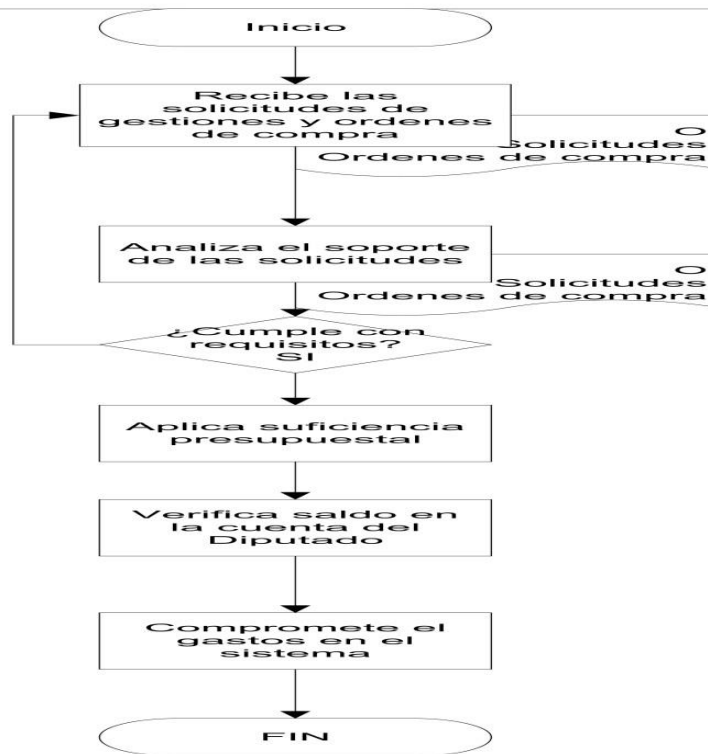 Inicio
Recibe las
solicitudes de
gestiones y ordenes
de compra
O
Solicitudes
Ordenes de compra
Analiza el soporte
de las solicitudes
O
Solicitudes
Ordenes de compra
¿Cumple con
requisitos?
SI
Aplica suficiencia
presupuestal
Verifica saldo en
la cuenta del
Diputado
Compromete el
gastos en el
sistema
FIN